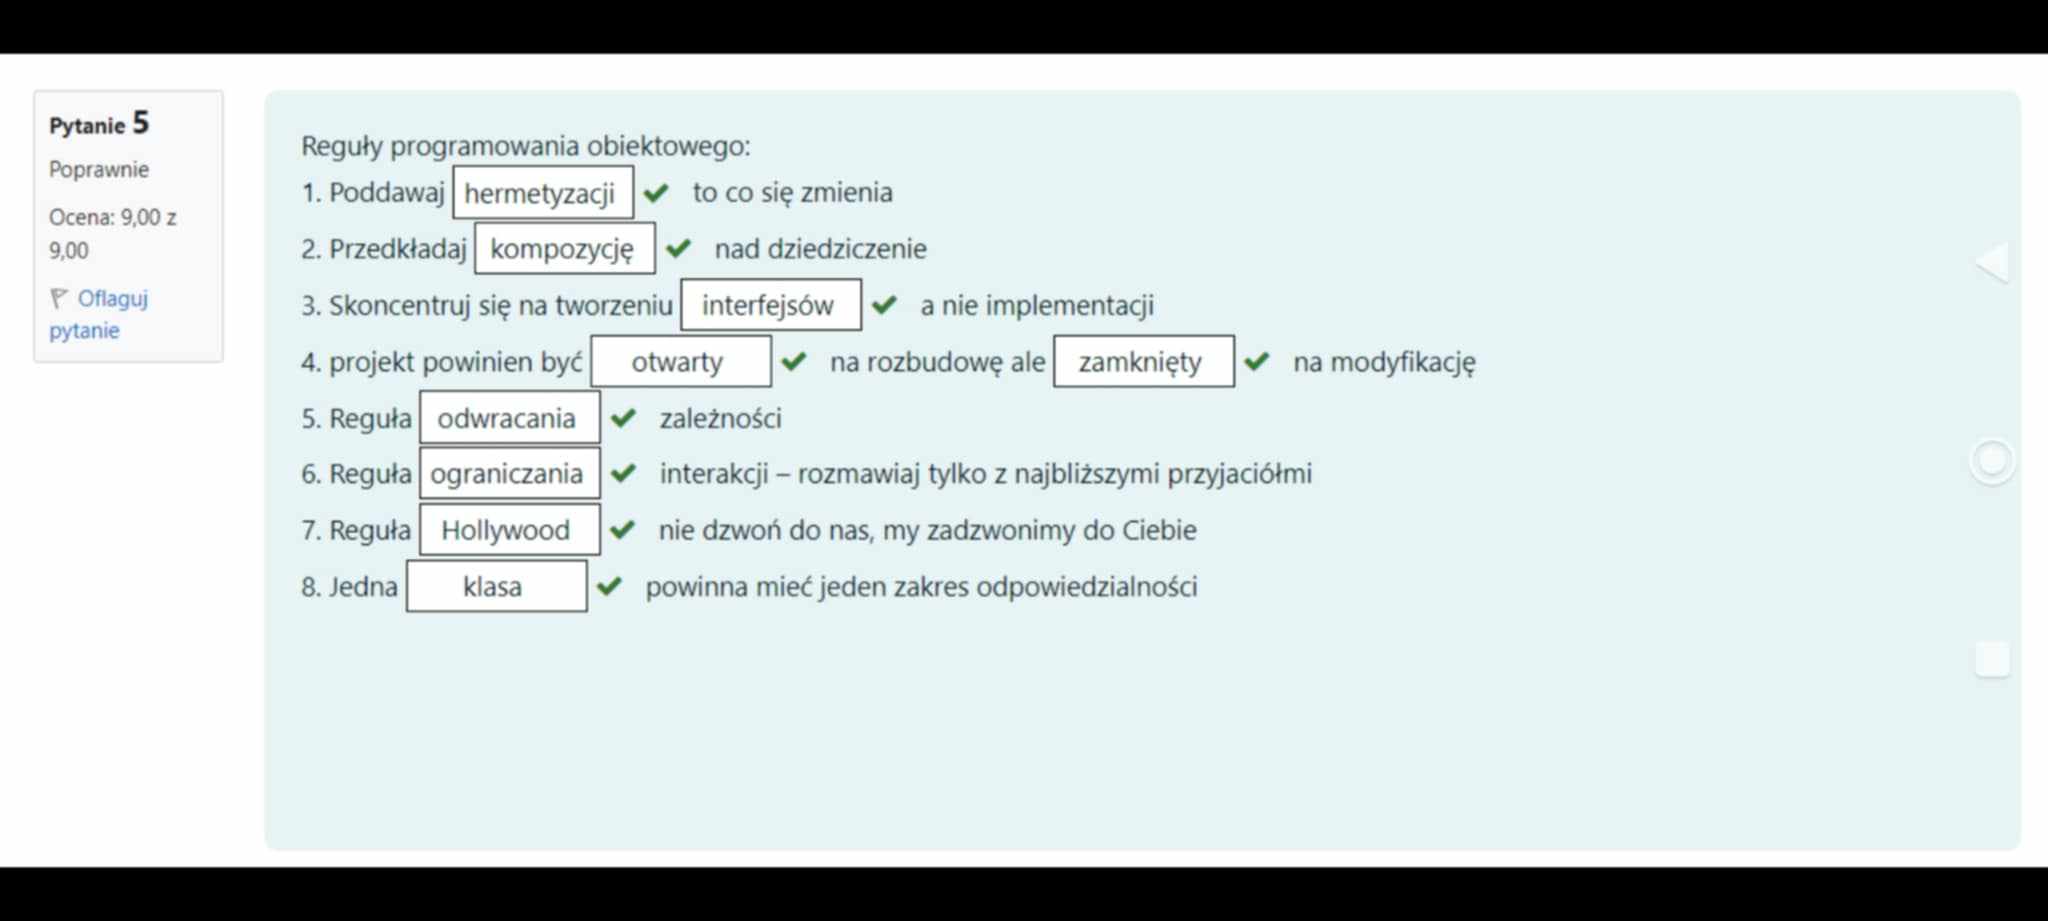 Pytanie 5
Poprawnie
Ocena: 9,00 z
9,00
Oflaguj
pytanie
Reguły programowania obiektowego:
1. Poddawaj hermetyzacji to co się zmienia
2. Przedkładaj kompozycję nad dziedziczenie
3. Skoncentruj się na tworzeniu interfejsów a nie implementacji
4. projekt powinien być otwarty na rozbudowę ale zamknięty na modyfikację
5. Reguła odwracania zależności
6. Reguła ograniczania interakcji – rozmawiaj tylko z najbliższymi przyjaciółmi
7. Reguła Hollywood nie dzwoń do nas, my zadzwonimy do Ciebie
8. Jedna klasa powinna mieć jeden zakres odpowiedzialności